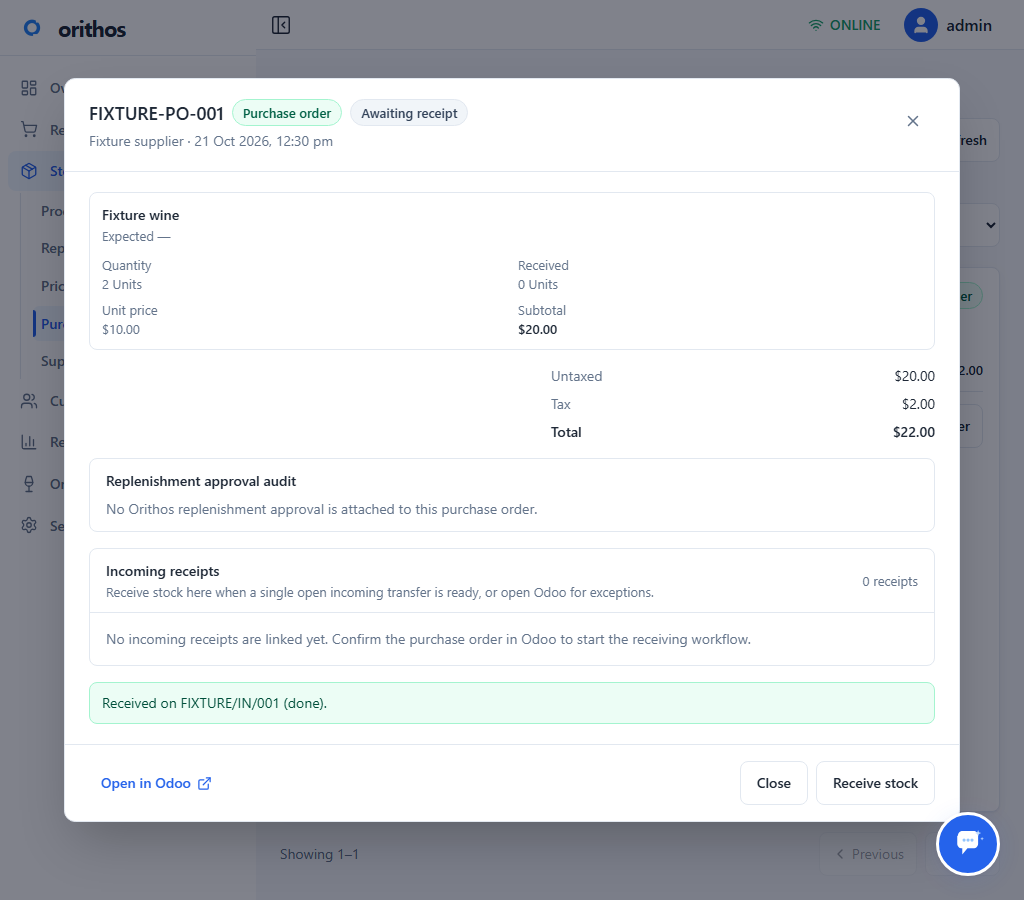 orithos
ONLINE
admin
FIXTURE-PO-001
Purchase order
Awaiting receipt
Fixture supplier · 21 Oct 2026, 12:30 pm
Fixture wine
Expected —
Quantity
Received
2 Units
0 Units
Unit price
Subtotal
$10.00
$20.00
Untaxed
$20.00
Tax
$2.00
Total
$22.00
Replenishment approval audit
No Orithos replenishment approval is attached to this purchase order.
Incoming receipts
Receive stock here when a single open incoming transfer is ready, or open Odoo for exceptions.
0 receipts
No incoming receipts are linked yet. Confirm the purchase order in Odoo to start the receiving workflow.
Received on FIXTURE/IN/001 (done).
Open in Odoo
Close
Receive stock
Showing 1–1
Previous